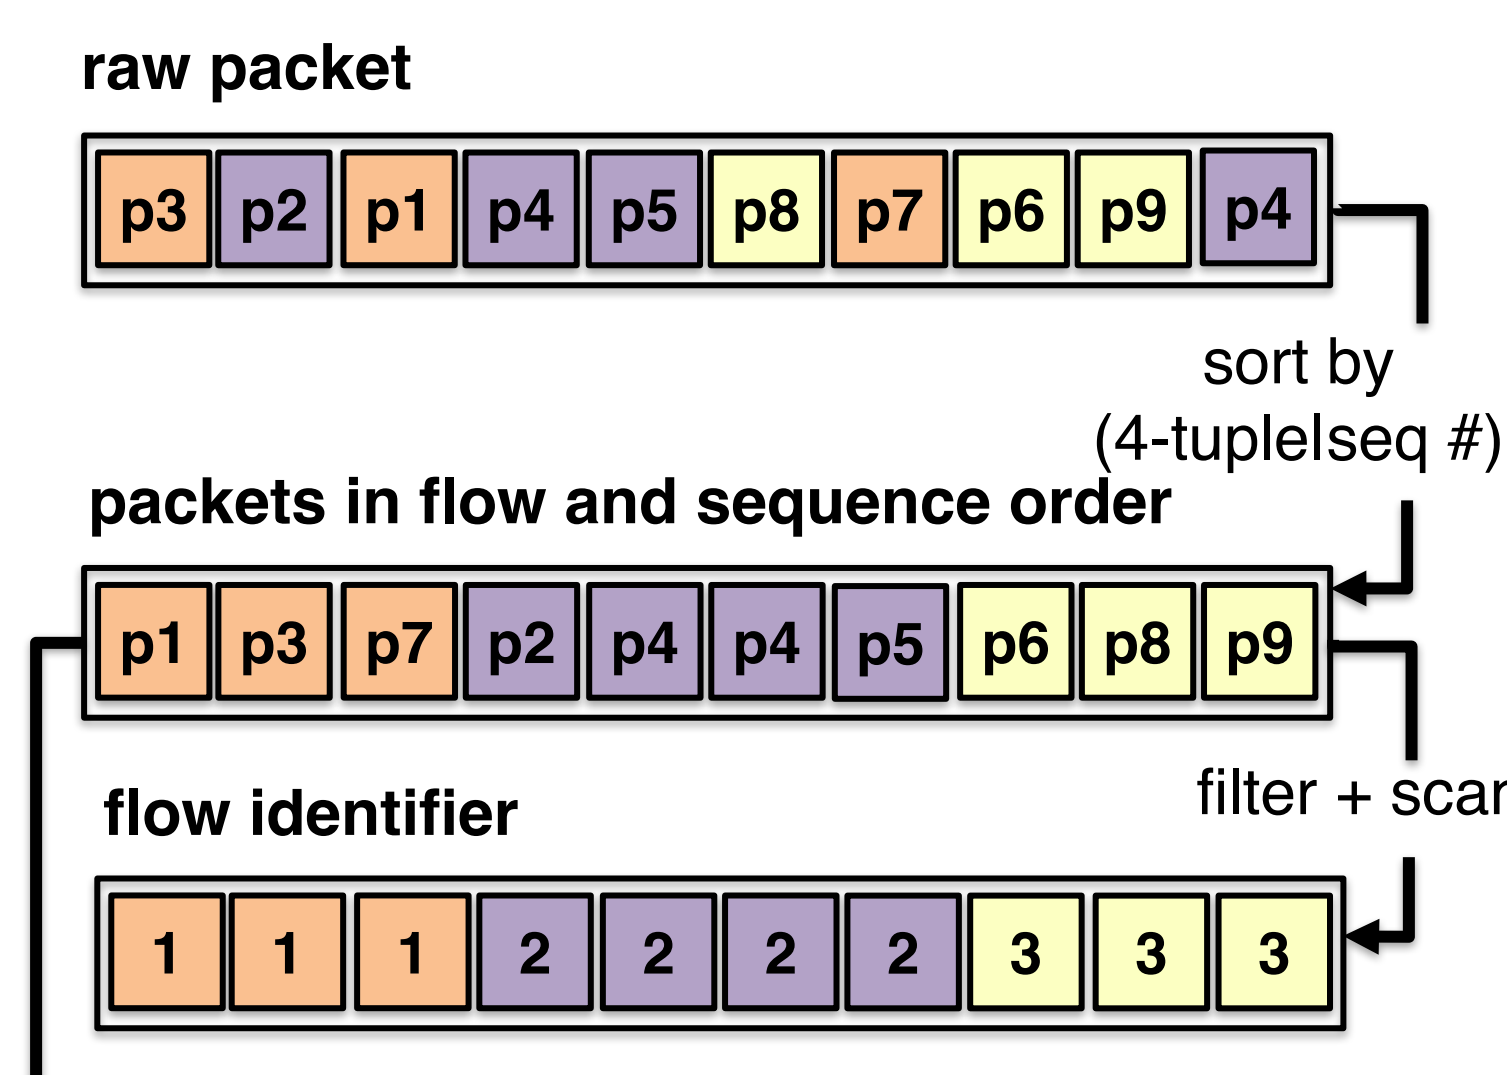 raw packet
p3 p2 p1 p4 p5 p8 p7 p6 p9 p4
sort by
(4-tuple|seq #)
packets in flow and sequence order
p1 p3 p7 p2 p4 p4 p5 p6 p8 p9
flow identifier
filter + scan
1 1 1 2 2 2 2 3 3 3